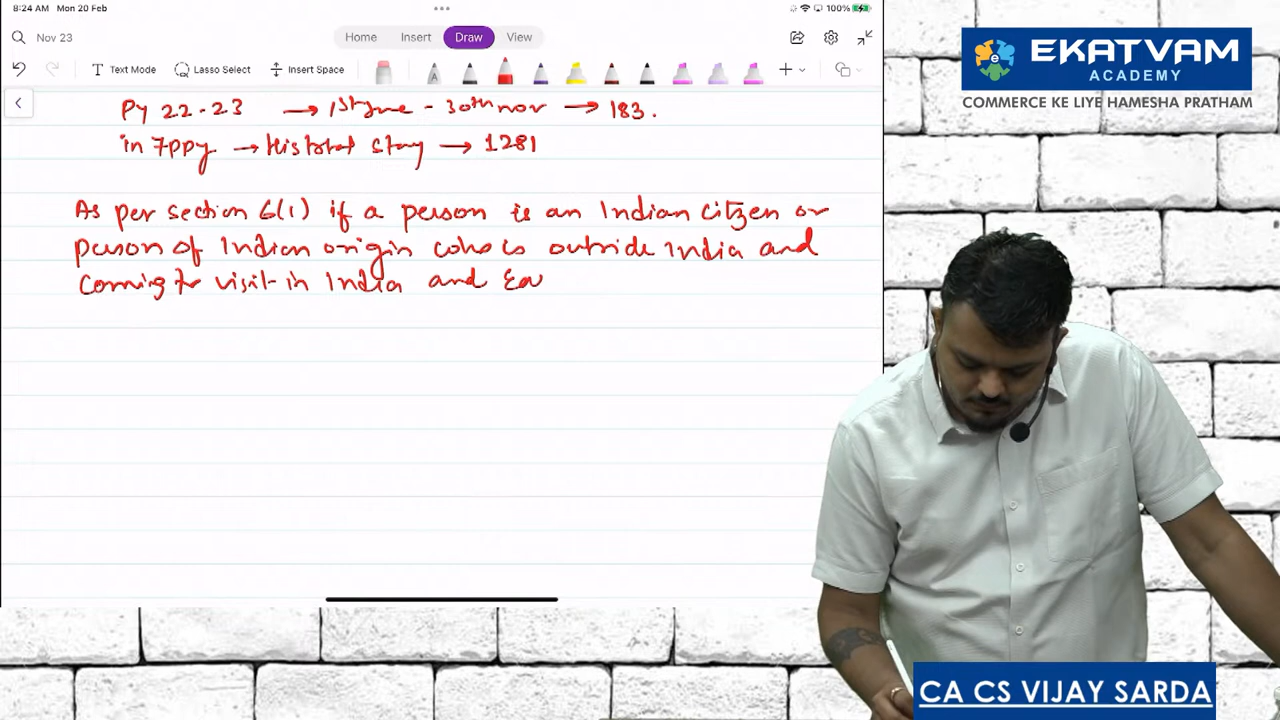 8:24 AM Mon 20 Feb
100%
Nov 23
Home Insert Draw View
Text Mode Lasso Select Insert Space
PY 22-23 → 1st June - 30th nov → 183.
in 7PPY → His total stay → 1281
As per section 6(1) if a person is an Indian citizen or
person of Indian origin who is outside India and
coming to visit in India and
EKATVAM
ACADEMY
COMMERCE KE LIYE HAMESHA PRATHAM
CA CS VIJAY SARDA